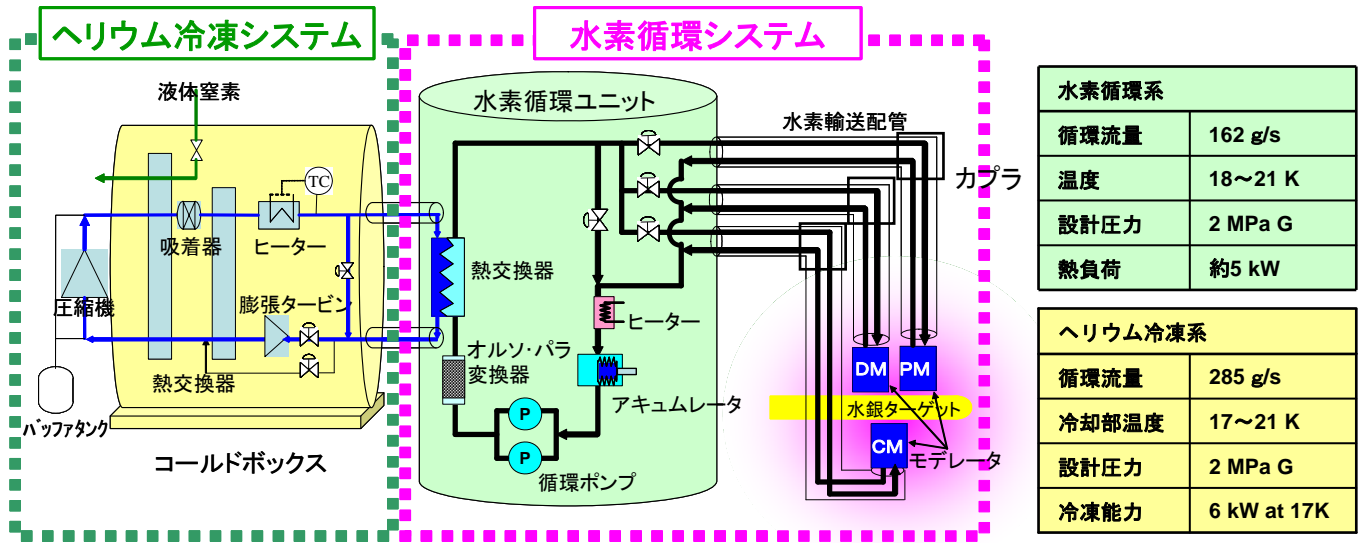 ヘリウム冷凍システム
水素循環システム
液体窒素
TC
吸着器
ヒーター
圧縮機
膨張タービン
熱交換器
バッファタンク
コールドボックス
水素循環ユニット
熱交換器
ヒーター
オルソ・パラ
変換器
アキュムレータ
P
P
循環ポンプ
水素輸送配管
カプラ
DM
PM
水銀ターゲット
CM
モデレータ
水素循環系
循環流量 162 g/s
温度 18～21 K
設計圧力 2 MPa G
熱負荷 約5 kW
ヘリウム冷凍系
循環流量 285 g/s
冷却部温度 17～21 K
設計圧力 2 MPa G
冷凍能力 6 kW at 17K